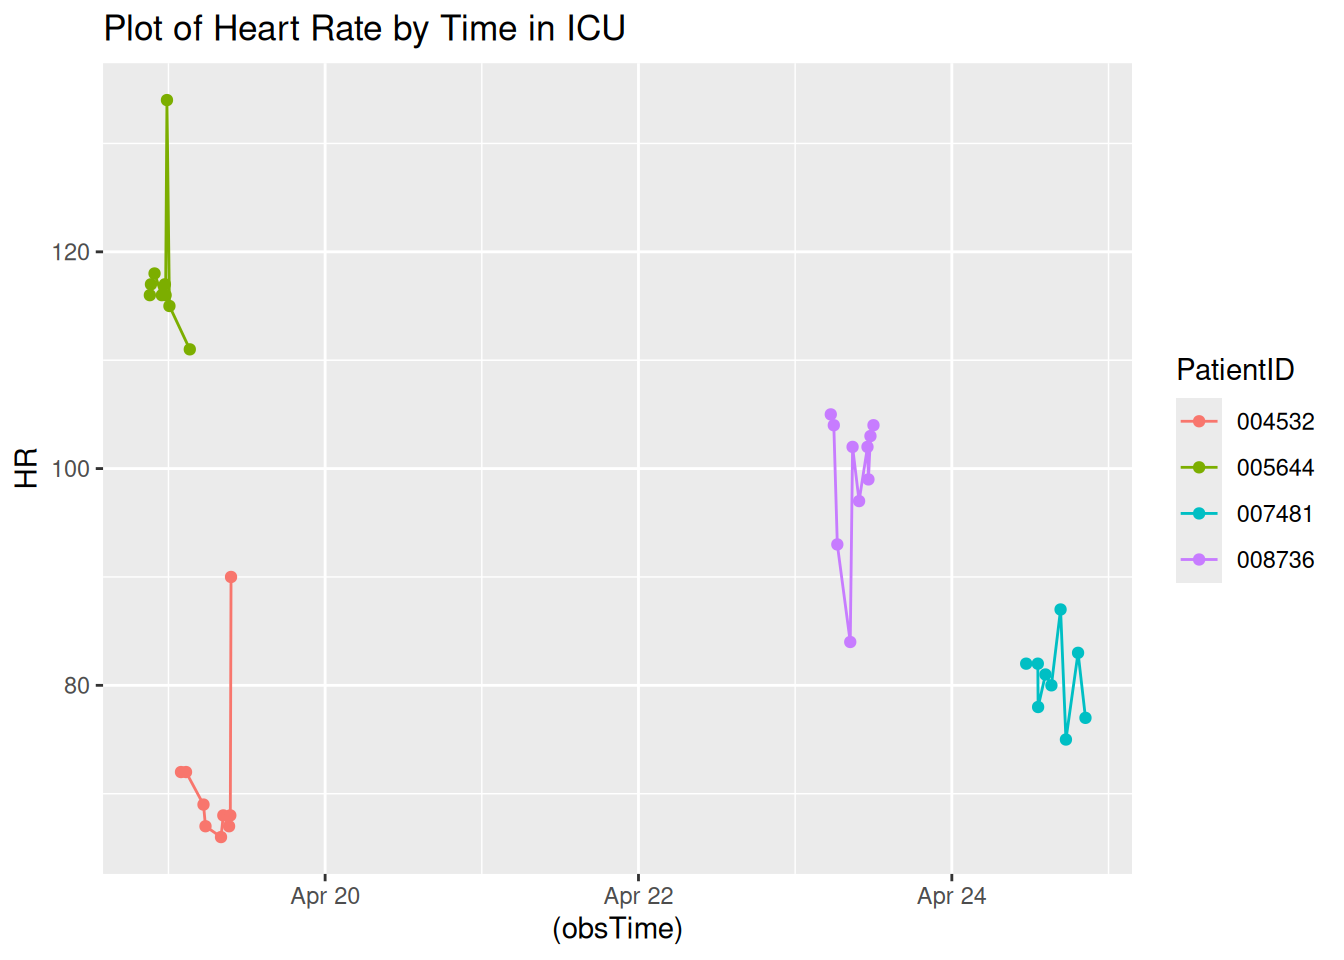 Plot of Heart Rate by Time in ICU
120
100
80
HR
Apr 20
Apr 22
Apr 24
(obsTime)
PatientID
004532
005644
007481
008736